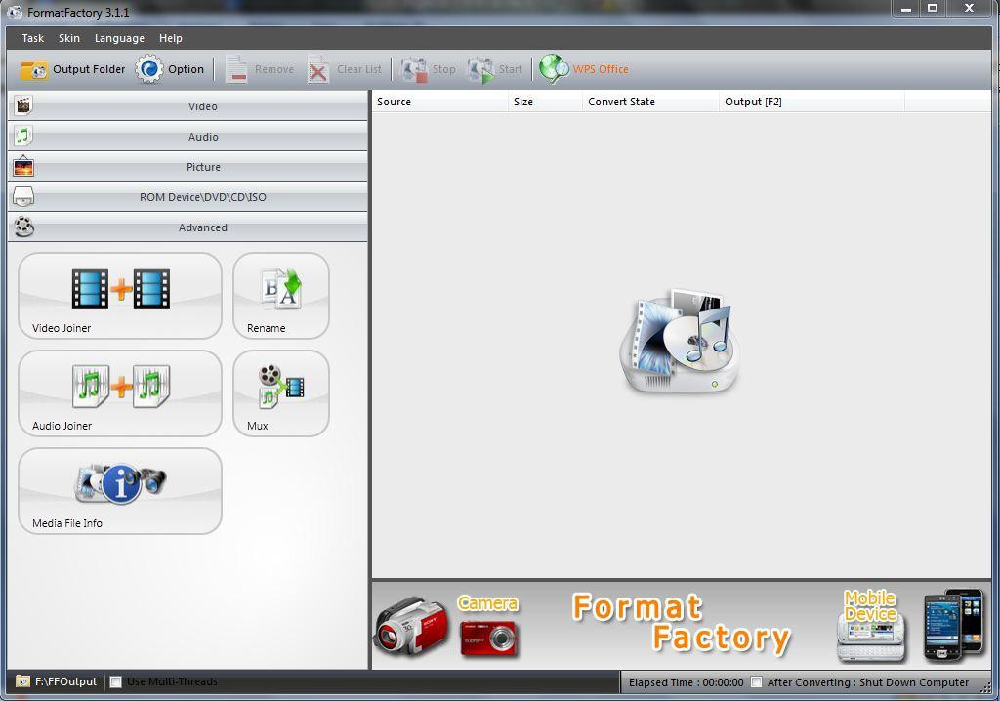 FormatFactory 3.1.1
Task Skin Language Help
Output Folder Option Remove Clear List Stop Start WPS Office
Video
Audio
Picture
ROM Device\DVD\CD\ISO
Advanced
Video Joiner
Rename
Audio Joiner
Mux
Media File Info
Source Size Convert State Output [F2]
Camera
Format
Factory
Mobile
Device
F:\FFOutput Use Multi-Threads
Elapsed Time : 00:00:00 After Converting : Shut Down Computer